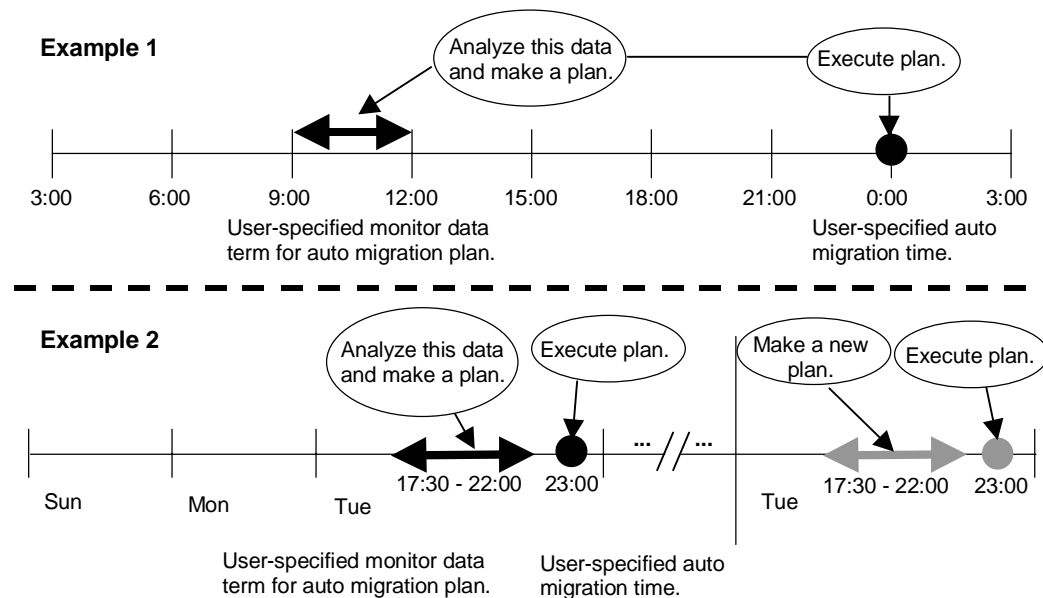 Example 1
Analyze this data
and make a plan.
Execute plan.
3:00 6:00 9:00 12:00 15:00 18:00 21:00 0:00 3:00
User-specified monitor data
term for auto migration plan.
User-specified auto
migration time.
Example 2
Analyze this data
and make a plan.
Execute plan.
Make a new
plan.
Execute plan.
... // ...
17:30 - 22:00 23:00 17:30 - 22:00 23:00
Sun Mon Tue Tue
User-specified monitor data
term for auto migration plan.
User-specified auto
migration time.